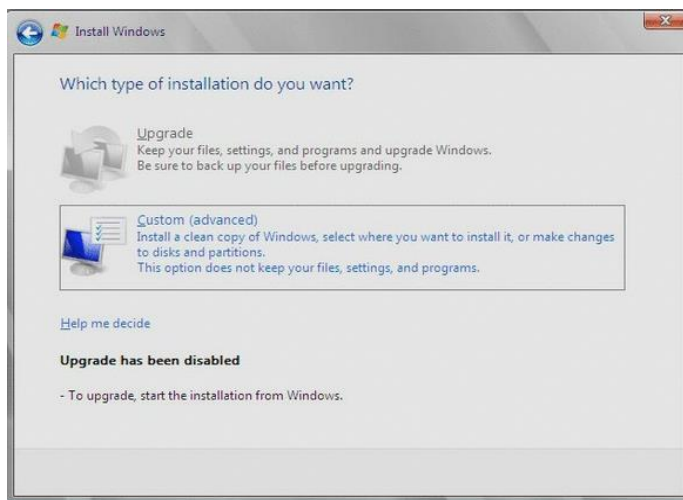 Install Windows
Which type of installation do you want?
Upgrade
Keep your files, settings, and programs and upgrade Windows.
Be sure to back up your files before upgrading.
Custom (advanced)
Install a clean copy of Windows, select where you want to install it, or make changes
to disks and partitions.
This option does not keep your files, settings, and programs.
Help me decide
Upgrade has been disabled
- To upgrade, start the installation from Windows.